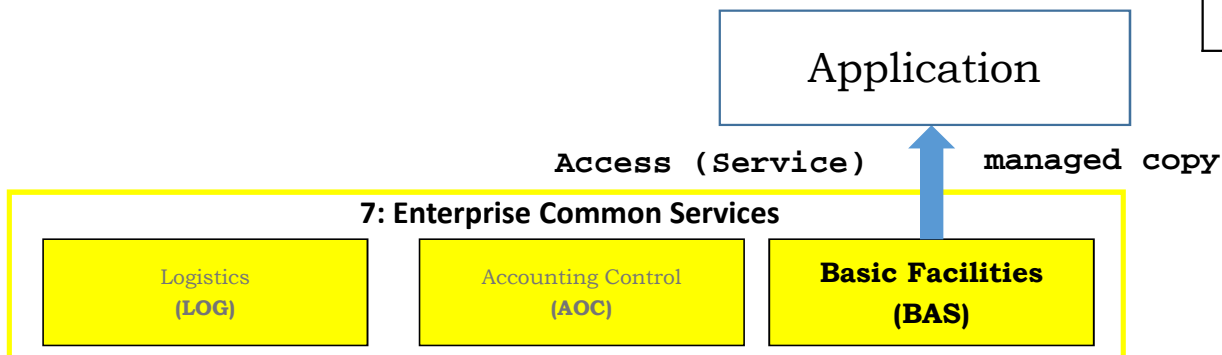 Application
Access (Service)
managed copy
7: Enterprise Common Services
Logistics
(LOG)
Accounting Control
(AOC)
Basic Facilities
(BAS)